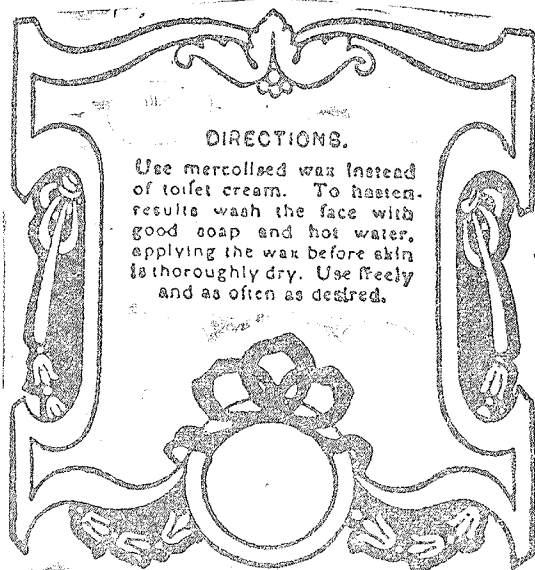 DIRECTIONS.
Use mercolised wax instead
of toilet cream. To hasten
results wash the face with
good soap and hot water,
applying the wax before skin
is thoroughly dry. Use freely
and as often as desired.